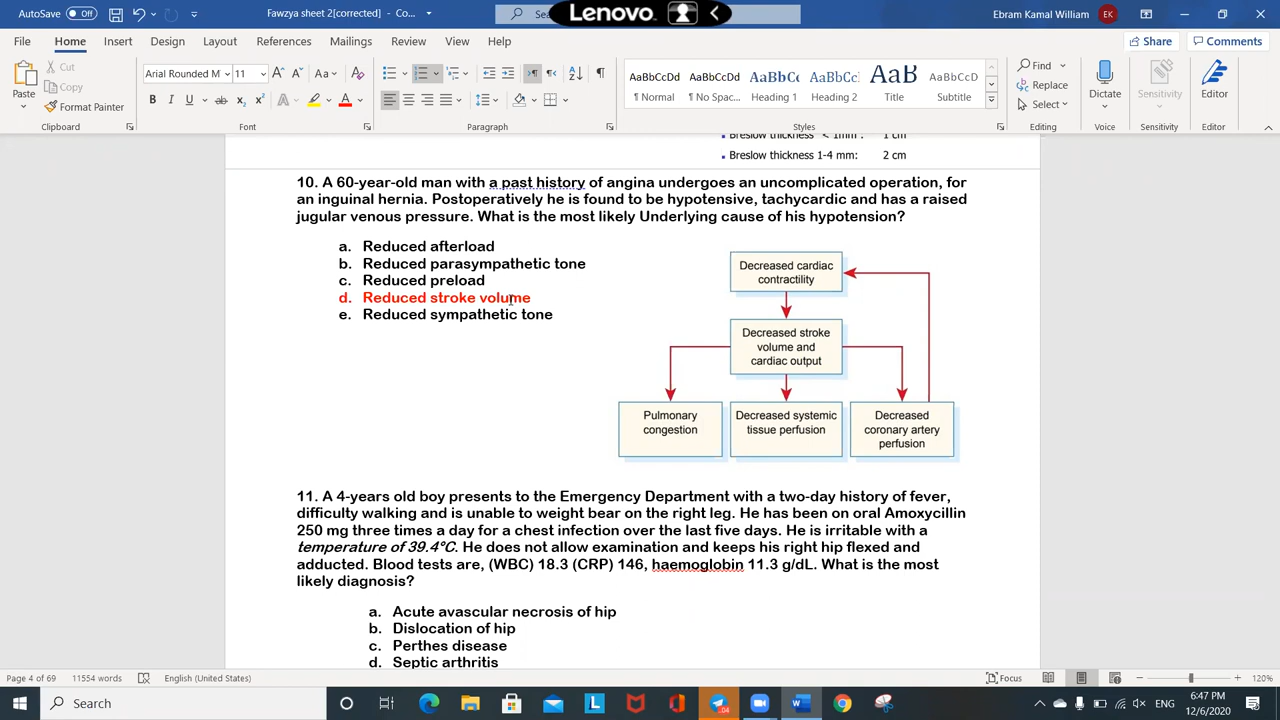 AutoSave Off
Fawzya sheet 2[corrected]
Search
Lenovo
Ebram Kamal William EK
File Home Insert Draw Design Layout References Mailings Review View Help
Share Comments
Paste
Cut
Copy
Format Painter
Clipboard
Arial Rounded M 11
Font
Paragraph
AaBbCcDd AaBbCcDd AaBbCc AaBbCcl AaB AaBbCcD
¶ Normal ¶ No Spac... Heading 1 Heading 2 Title Subtitle
Styles
Find
Replace
Select
Editing
Dictate
Voice
Sensitivity
Sensitivity
Editor
Editor
Breslow thickness < 1mm : 1 cm
Breslow thickness 1-4 mm: 2 cm
10. A 60-year-old man with a past history of angina undergoes an uncomplicated operation, for
an inguinal hernia. Postoperatively he is found to be hypotensive, tachycardic and has a raised
jugular venous pressure. What is the most likely Underlying cause of his hypotension?
a. Reduced afterload
b. Reduced parasympathetic tone
c. Reduced preload
d. Reduced stroke volume
e. Reduced sympathetic tone
Decreased cardiac
contractility
Decreased stroke
volume and
cardiac output
Pulmonary
congestion
Decreased systemic
tissue perfusion
Decreased
coronary artery
perfusion
11. A 4-years old boy presents to the Emergency Department with a two-day history of fever,
difficulty walking and is unable to weight bear on the right leg. He has been on oral Amoxycillin
250 mg three times a day for a chest infection over the last five days. He is irritable with a
temperature of 39.4°C. He does not allow examination and keeps his right hip flexed and
adducted. Blood tests are, (WBC) 18.3 (CRP) 146, haemoglobin 11.3 g/dL. What is the most
likely diagnosis?
a. Acute avascular necrosis of hip
b. Dislocation of hip
c. Perthes disease
d. Septic arthritis
Page 4 of 69 11554 words English (United States)
Focus
120%
Search
6:47 PM
12/6/2020